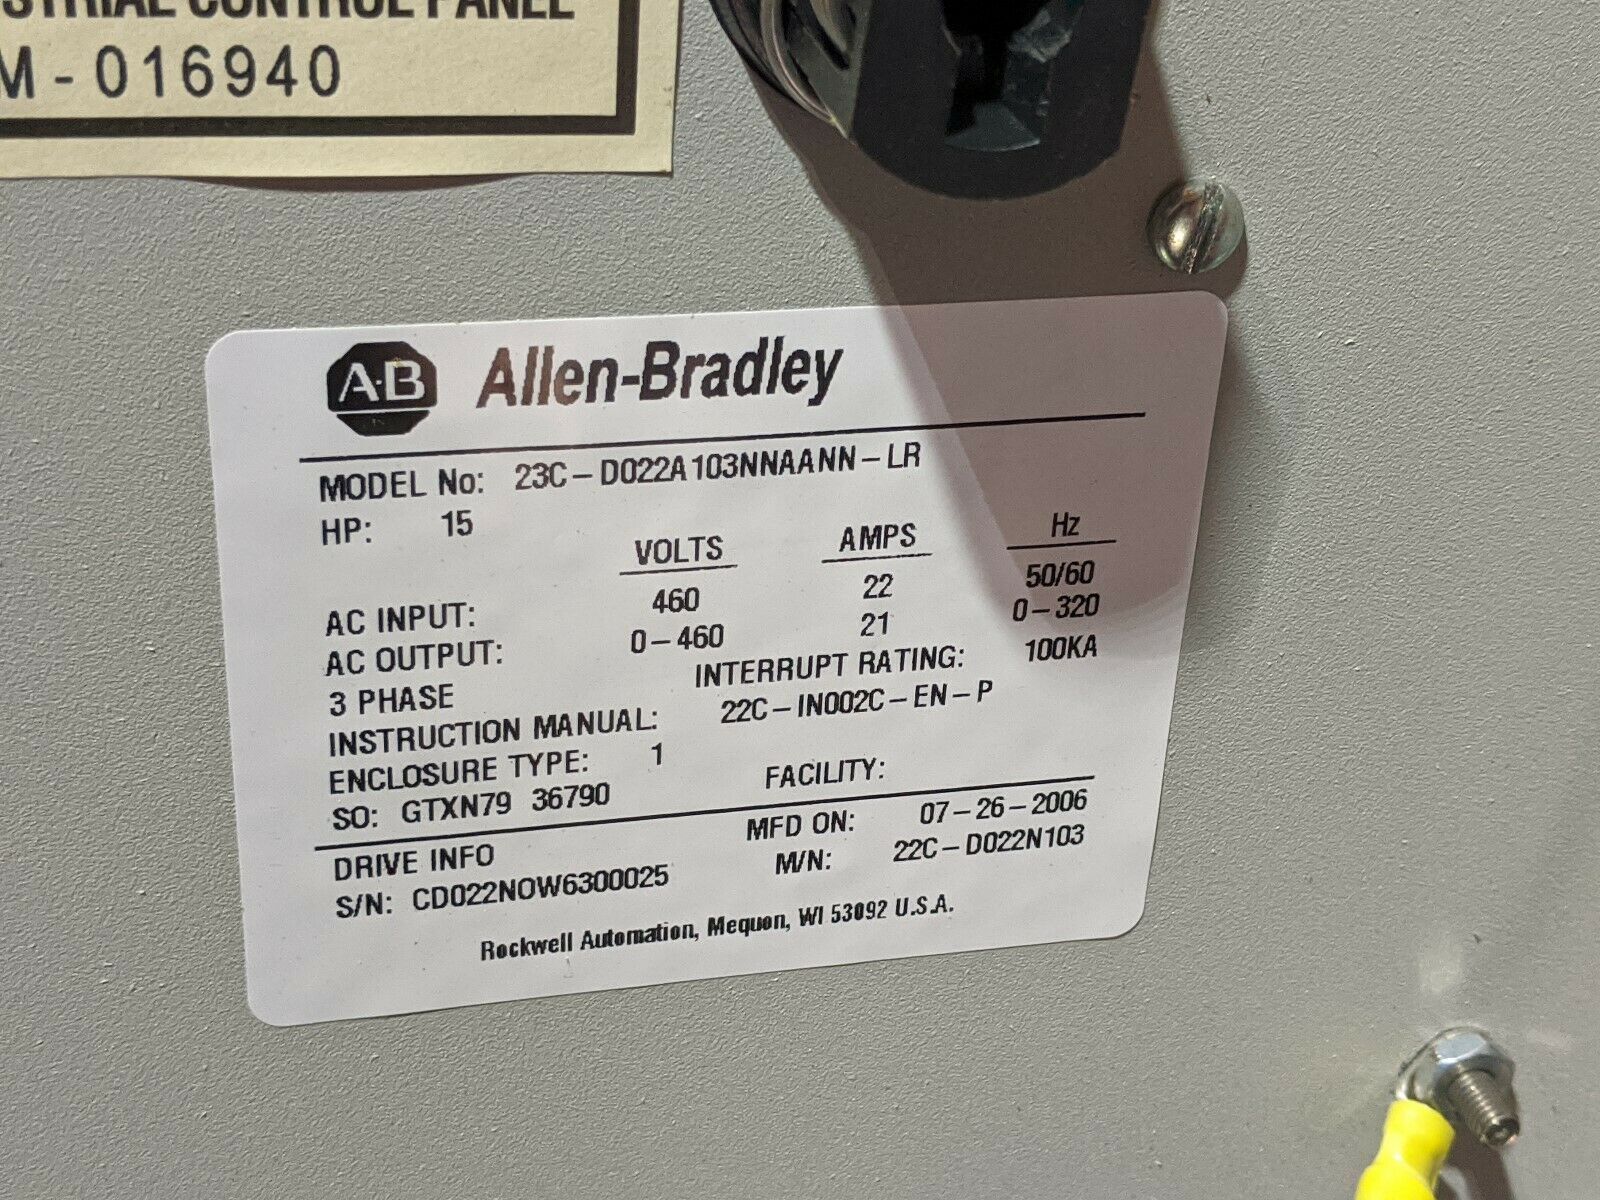 STRIAL CONTROL PANEL
M-016940
A-B Allen-Bradley
MODEL No: 23C-D022A103NNAANN-LR
HP: 15
VOLTS AMPS Hz
AC INPUT: 460 22 50/60
AC OUTPUT: 0-460 21 0-320
3 PHASE INTERRUPT RATING: 100KA
INSTRUCTION MANUAL: 22C-IN002C-EN-P
ENCLOSURE TYPE: 1
SO: GTXN79 36790 FACILITY:
DRIVE INFO MFD ON: 07-26-2006
S/N: CD022NOW6300025 M/N: 22C-D022N103
Rockwell Automation, Mequon, WI 53092 U.S.A.